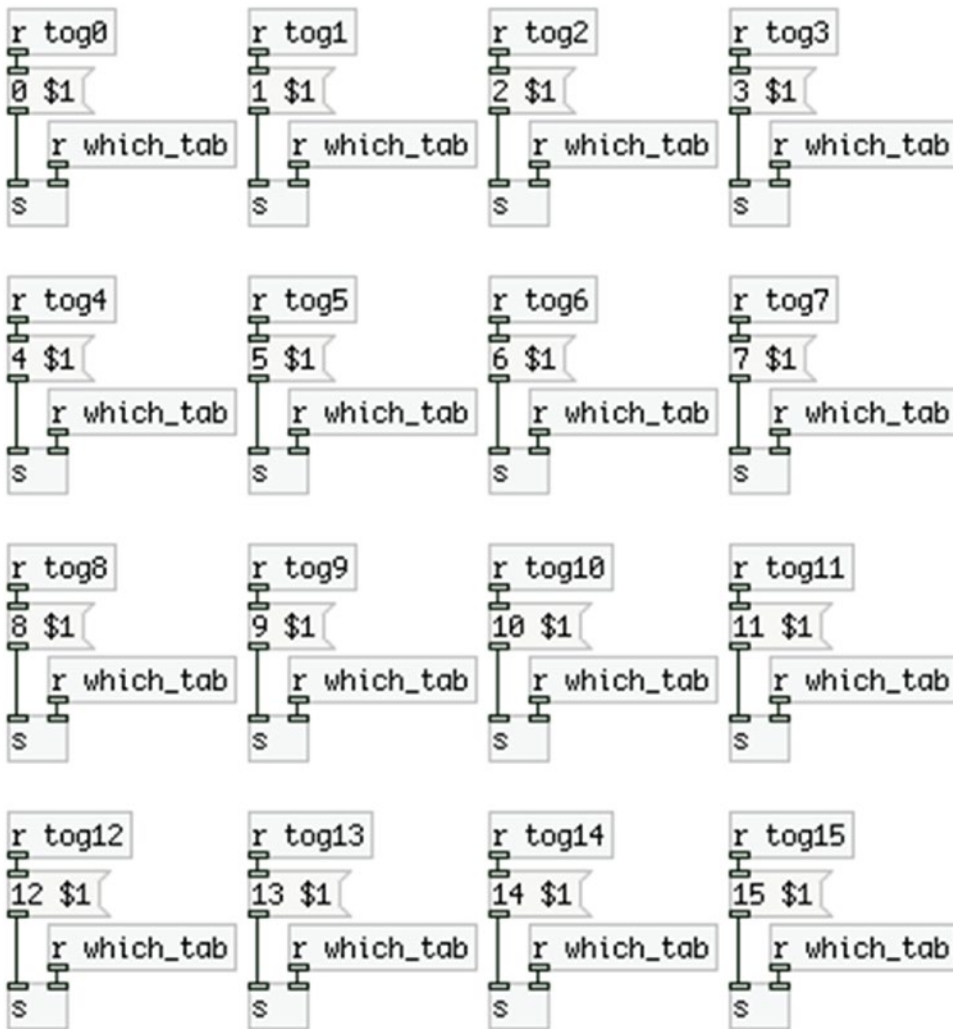 r tog0 r tog1 r tog2 r tog3
0 $1 1 $1 2 $1 3 $1
r which_tab r which_tab r which_tab r which_tab
s s s s
r tog4 r tog5 r tog6 r tog7
4 $1 5 $1 6 $1 7 $1
r which_tab r which_tab r which_tab r which_tab
s s s s
r tog8 r tog9 r tog10 r tog11
8 $1 9 $1 10 $1 11 $1
r which_tab r which_tab r which_tab r which_tab
s s s s
r tog12 r tog13 r tog14 r tog15
12 $1 13 $1 14 $1 15 $1
r which_tab r which_tab r which_tab r which_tab
s s s s